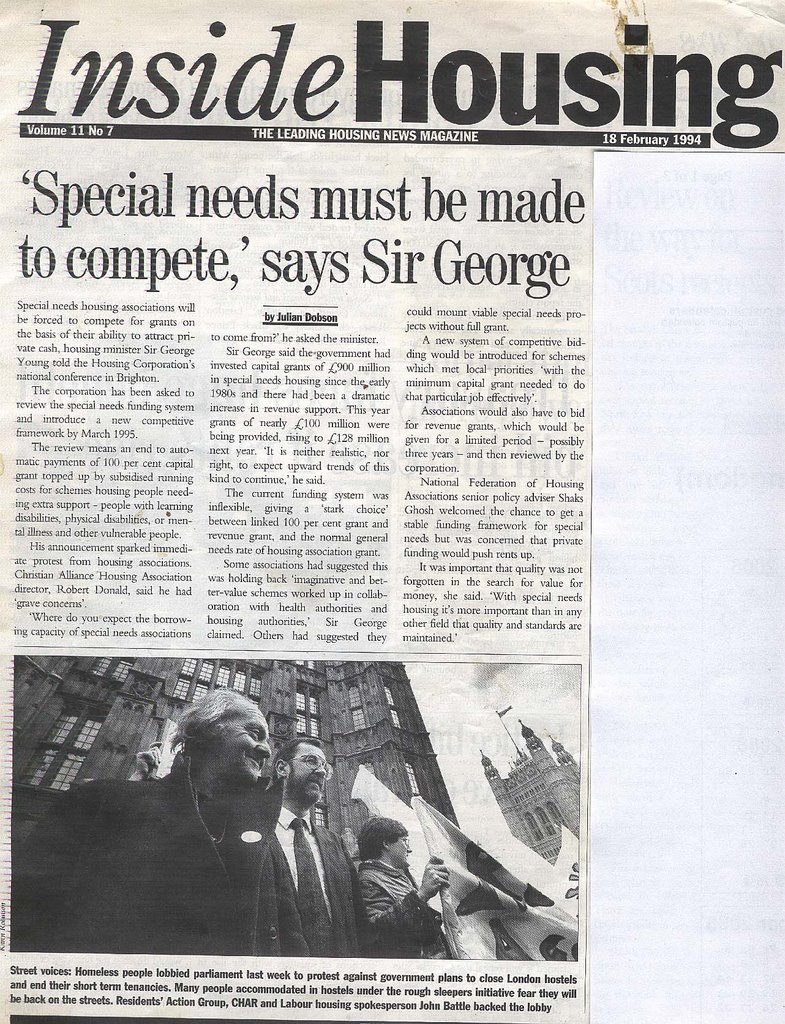 Inside Housing
Volume 11 No 7
THE LEADING HOUSING NEWS MAGAZINE
18 February 1994
‘Special needs must be made
to compete,’ says Sir George
Special needs housing associations will
be forced to compete for grants on
the basis of their ability to attract pri-
vate cash, housing minister Sir George
Young told the Housing Corporation's
national conference in Brighton.
The corporation has been asked to
review the special needs funding system
and introduce a new competitive
framework by March 1995.
The review means an end to auto-
matic payments of 100 per cent capital
grant topped up by subsidised running
costs for schemes housing people need-
ing extra support - people with learning
disabilities, physical disabilities, or men-
tal illness and other vulnerable people.
His announcement sparked immedi-
ate protest from housing associations.
Christian Alliance Housing Association
director, Robert Donald, said he had
‘grave concerns’.
‘Where do you expect the borrow-
ing capacity of special needs associations
by Julian Dobson
to come from?’ he asked the minister.
Sir George said the government had
invested capital grants of £900 million
in special needs housing since the early
1980s and there had been a dramatic
increase in revenue support. This year
grants of nearly £100 million were
being provided, rising to £128 million
next year. ‘It is neither realistic, nor
right, to expect upward trends of this
kind to continue,’ he said.
The current funding system was
inflexible, giving a ‘stark choice’
between linked 100 per cent grant and
revenue grant, and the normal general
needs rate of housing association grant.
Some associations had suggested this
was holding back ‘imaginative and bet-
ter-value schemes worked up in collab-
oration with health authorities and
housing authorities,’ Sir George
claimed. Others had suggested they
could mount viable special needs pro-
jects without full grant.
A new system of competitive bid-
ding would be introduced for schemes
which met local priorities ‘with the
minimum capital grant needed to do
that particular job effectively’.
Associations would also have to bid
for revenue grants, which would be
given for a limited period – possibly
three years – and then reviewed by the
corporation.
National Federation of Housing
Associations senior policy adviser Shaks
Ghosh welcomed the chance to get a
stable funding framework for special
needs but was concerned that private
funding would push rents up.
It was important that quality was not
forgotten in the search for value for
money, she said. ‘With special needs
housing it's more important than in any
other field that quality and standards are
maintained.’
Street voices: Homeless people lobbied parliament last week to protest against government plans to close London hostels
and end their short term tenancies. Many people accommodated in hostels under the rough sleepers initiative fear they will
be back on the streets. Residents' Action Group, CHAR and Labour housing spokesperson John Battle backed the lobby